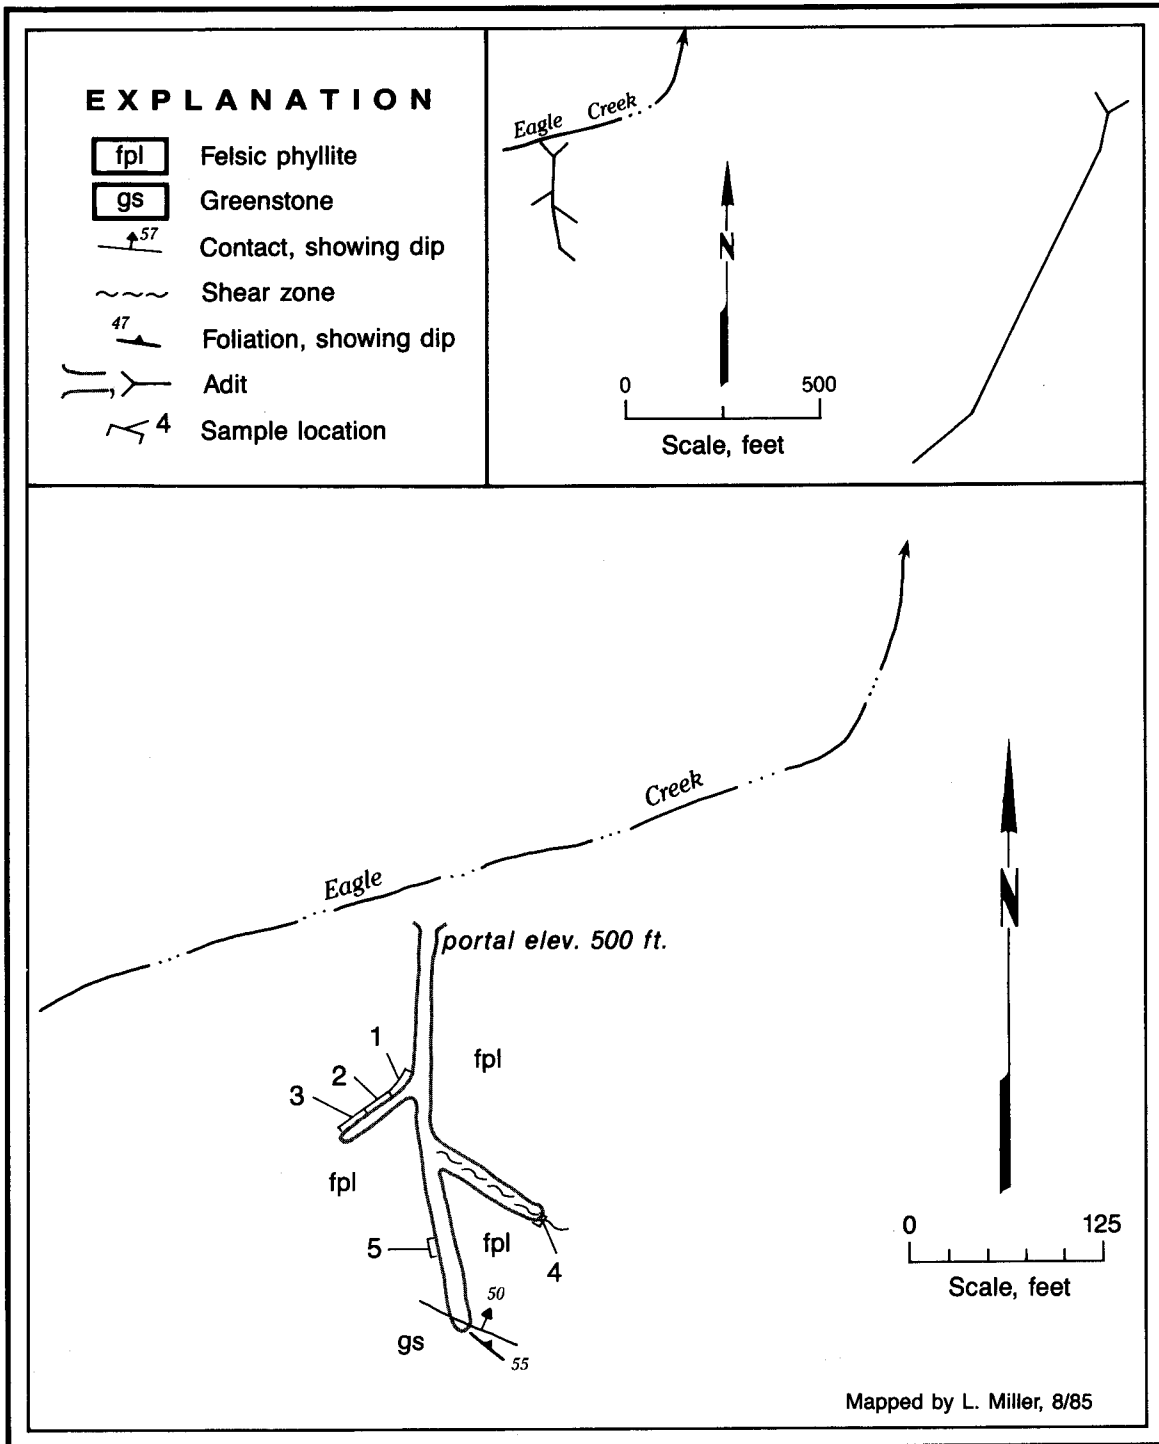 EXPLANATION
fpl Felsic phyllite
gs Greenstone
57 Contact, showing dip
Shear zone
47 Foliation, showing dip
, Adit
4 Sample location
Eagle Creek
N
0 500
Scale, feet
Eagle Creek
N
portal elev. 500 ft.
1
fpl
2
3
fpl
5
fpl
4
50
gs
55
0 125
Scale, feet
Mapped by L. Miller, 8/85